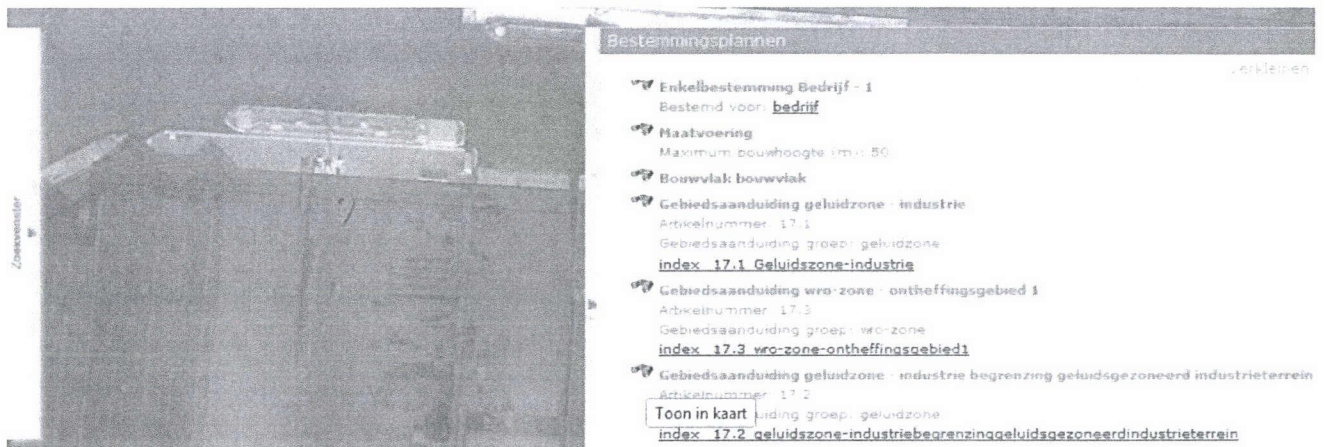 Bestemmingsplannen
verkleinen
Zoekvenster
Enkelbestemming Bedrijf - 1
Bestemd voor: bedrijf
Maatvoering
Maximum bouwhoogte (m): 50
Bouwvlak bouwvlak
Gebiedsaanduiding geluidzone - industrie
Artikelnummer: 17.1
Gebiedsaanduiding groep: geluidzone
index_17.1_Geluidszone-industrie
Gebiedsaanduiding wro-zone - ontheffingsgebied 1
Artikelnummer: 17.3
Gebiedsaanduiding groep: wro-zone
index_17.3_wro-zone-ontheffingsgebied1
Gebiedsaanduiding geluidzone - industrie begrenzing geluidsgezoneerd industrieterrein
Artikelnummer: 17.2
Toon in kaart
uiding groep: geluidzone
index_17.2_geluidszone-industriebegrenzinggeluidsgezoneerdindustrieterrein